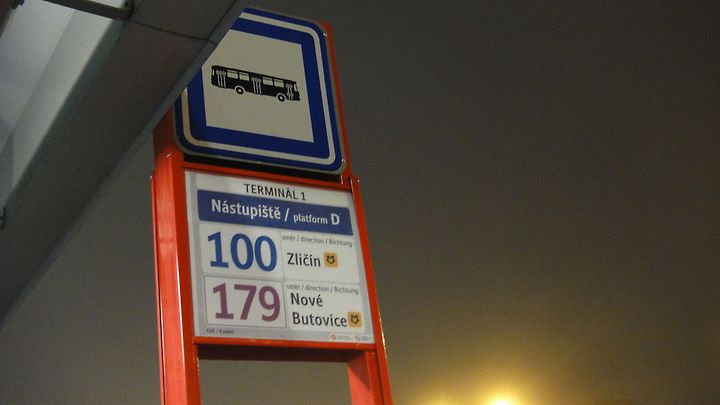 TERMINÁL 1
Nástupiště / platform D
100
směr / direction / Richtung
Zličín
179
směr / direction / Richtung
Nové
Butovice